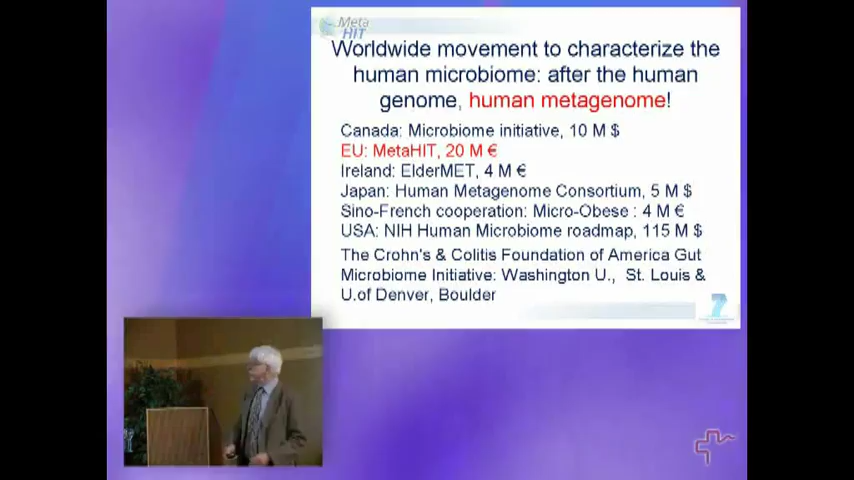 Meta
HIT
Worldwide movement to characterize the
human microbiome: after the human
genome, human metagenome!
Canada: Microbiome initiative, 10 M $
EU: MetaHIT, 20 M €
Ireland: ElderMET, 4 M €
Japan: Human Metagenome Consortium, 5 M $
Sino-French cooperation: Micro-Obese : 4 M €
USA: NIH Human Microbiome roadmap, 115 M $
The Crohn's & Colitis Foundation of America Gut
Microbiome Initiative: Washington U., St. Louis &
U.of Denver, Boulder